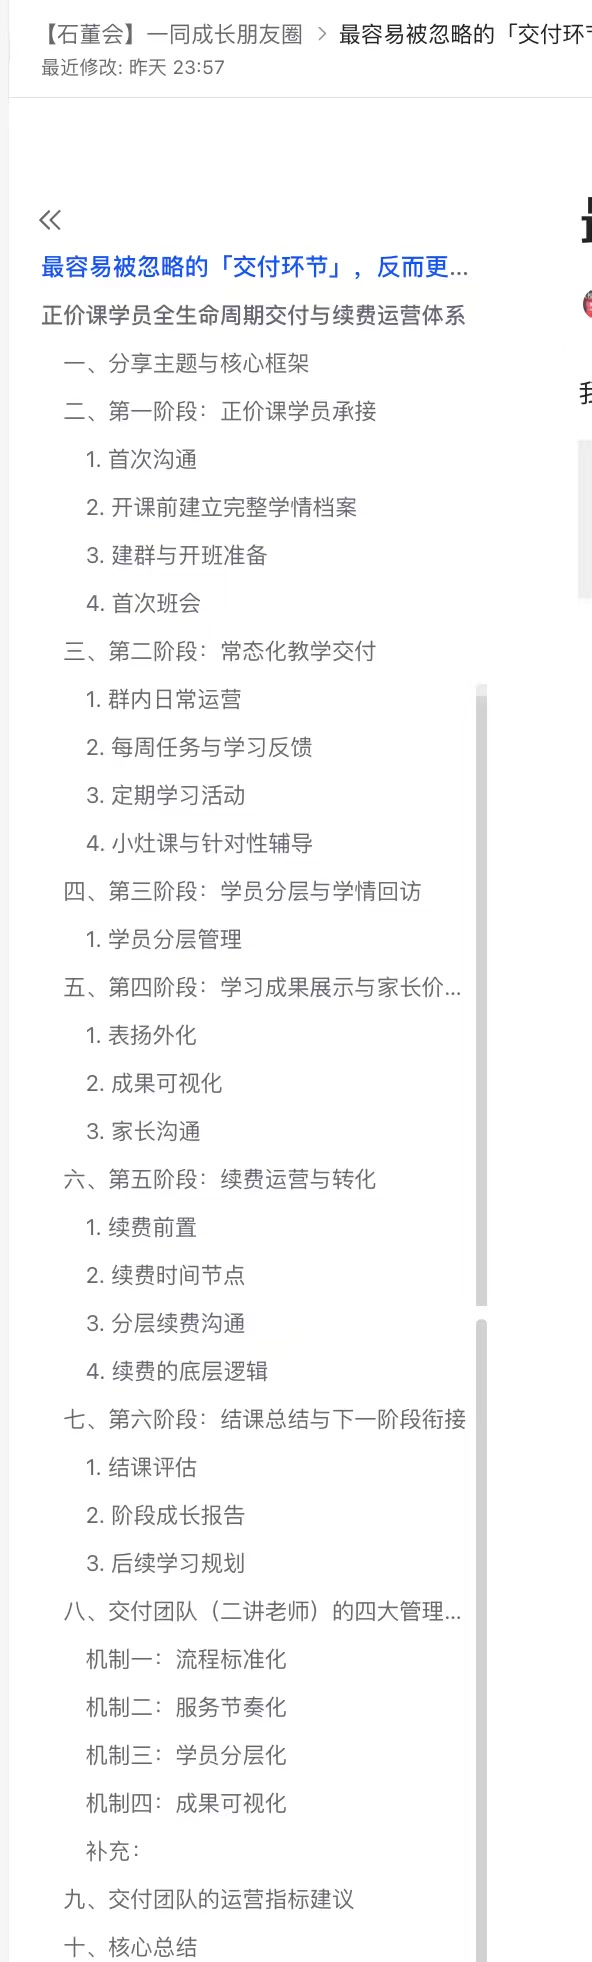 【石董会】一同成长朋友圈 > 最容易被忽略的「交付环
最近修改: 昨天 23:57
最容易被忽略的「交付环节」，反而更...
正价课学员全生命周期交付与续费运营体系
一、分享主题与核心框架
二、第一阶段：正价课学员承接
1. 首次沟通
2. 开课前建立完整学情档案
3. 建群与开班准备
4. 首次班会
三、第二阶段：常态化教学交付
1. 群内日常运营
2. 每周任务与学习反馈
3. 定期学习活动
4. 小灶课与针对性辅导
四、第三阶段：学员分层与学情回访
1. 学员分层管理
五、第四阶段：学习成果展示与家长价...
1. 表扬外化
2. 成果可视化
3. 家长沟通
六、第五阶段：续费运营与转化
1. 续费前置
2. 续费时间节点
3. 分层续费沟通
4. 续费的底层逻辑
七、第六阶段：结课总结与下一阶段衔接
1. 结课评估
2. 阶段成长报告
3. 后续学习规划
八、交付团队（二讲老师）的四大管理...
机制一：流程标准化
机制二：服务节奏化
机制三：学员分层化
机制四：成果可视化
补充：
九、交付团队的运营指标建议
十、核心总结